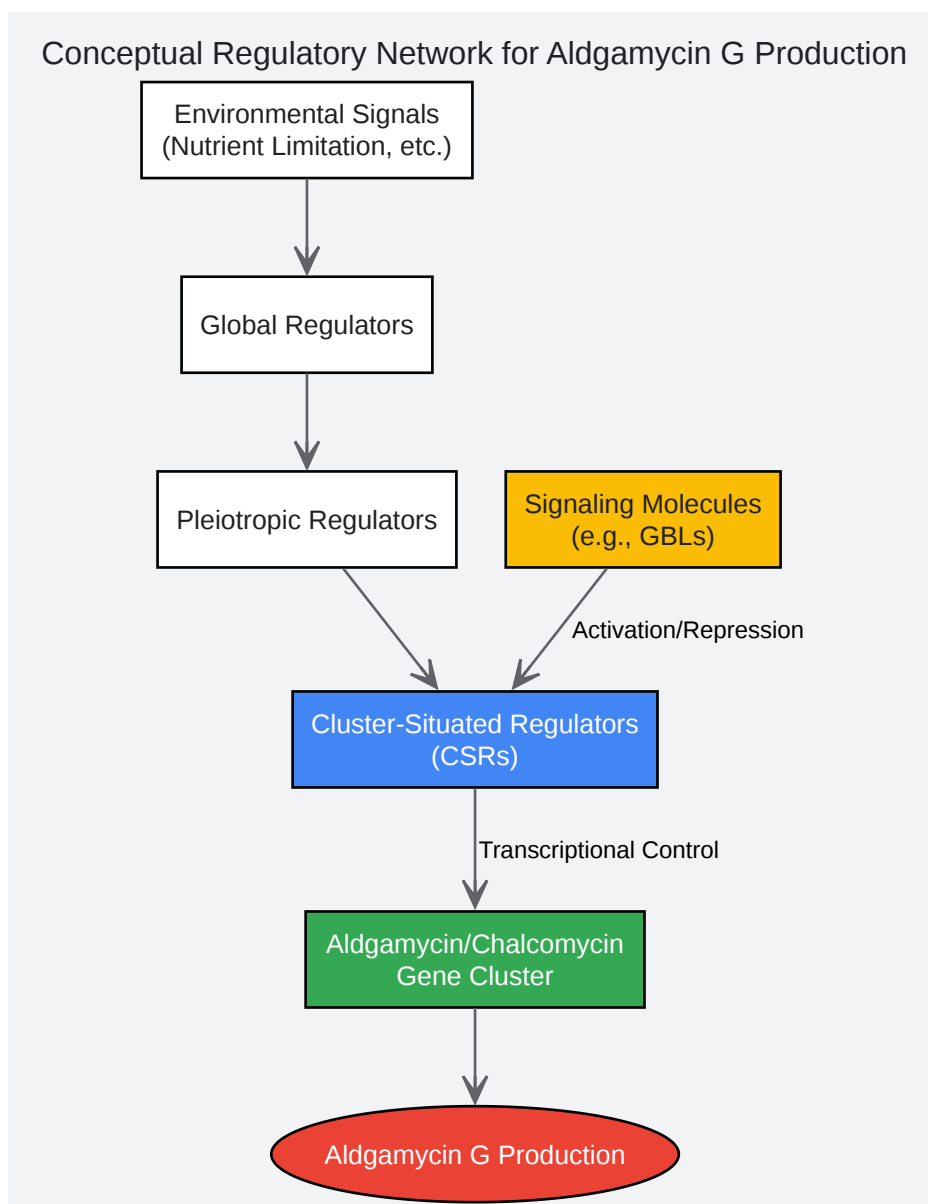 Conceptual Regulatory Network for Aldgamycin G Production
Environmental Signals
(Nutrient Limitation, etc.)
Global Regulators
Pleiotropic Regulators
Signaling Molecules
(e.g., GBLs)
Activation/Repression
Cluster-Situated Regulators
(CSRs)
Transcriptional Control
Aldgamycin/Chalcomycin
Gene Cluster
Aldgamycin G Production